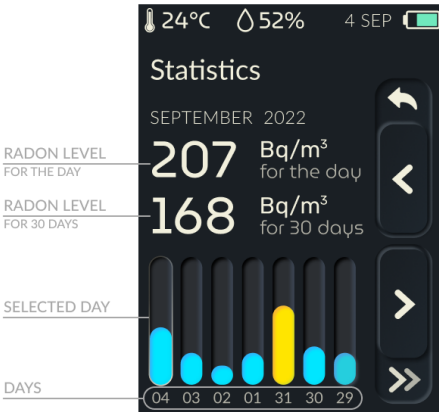 24°C 52% 4 SEP
Statistics
SEPTEMBER 2022
RADON LEVEL
FOR THE DAY
207 Bq/m³
for the day
RADON LEVEL
FOR 30 DAYS
168 Bq/m³
for 30 days
SELECTED DAY
DAYS
04 03 02 01 31 30 29